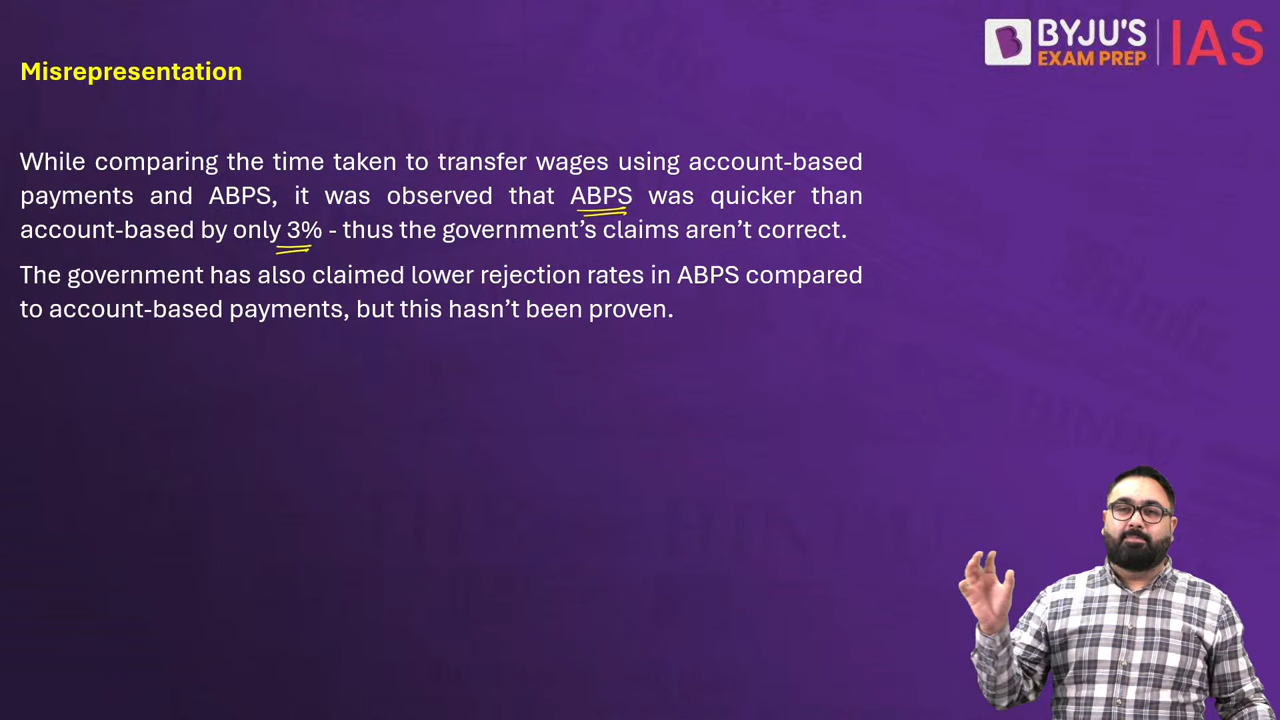 BYJU'S
EXAM PREP
IAS
Misrepresentation
While comparing the time taken to transfer wages using account-based
payments and ABPS, it was observed that ABPS was quicker than
account-based by only 3% - thus the government’s claims aren’t correct.
The government has also claimed lower rejection rates in ABPS compared
to account-based payments, but this hasn’t been proven.